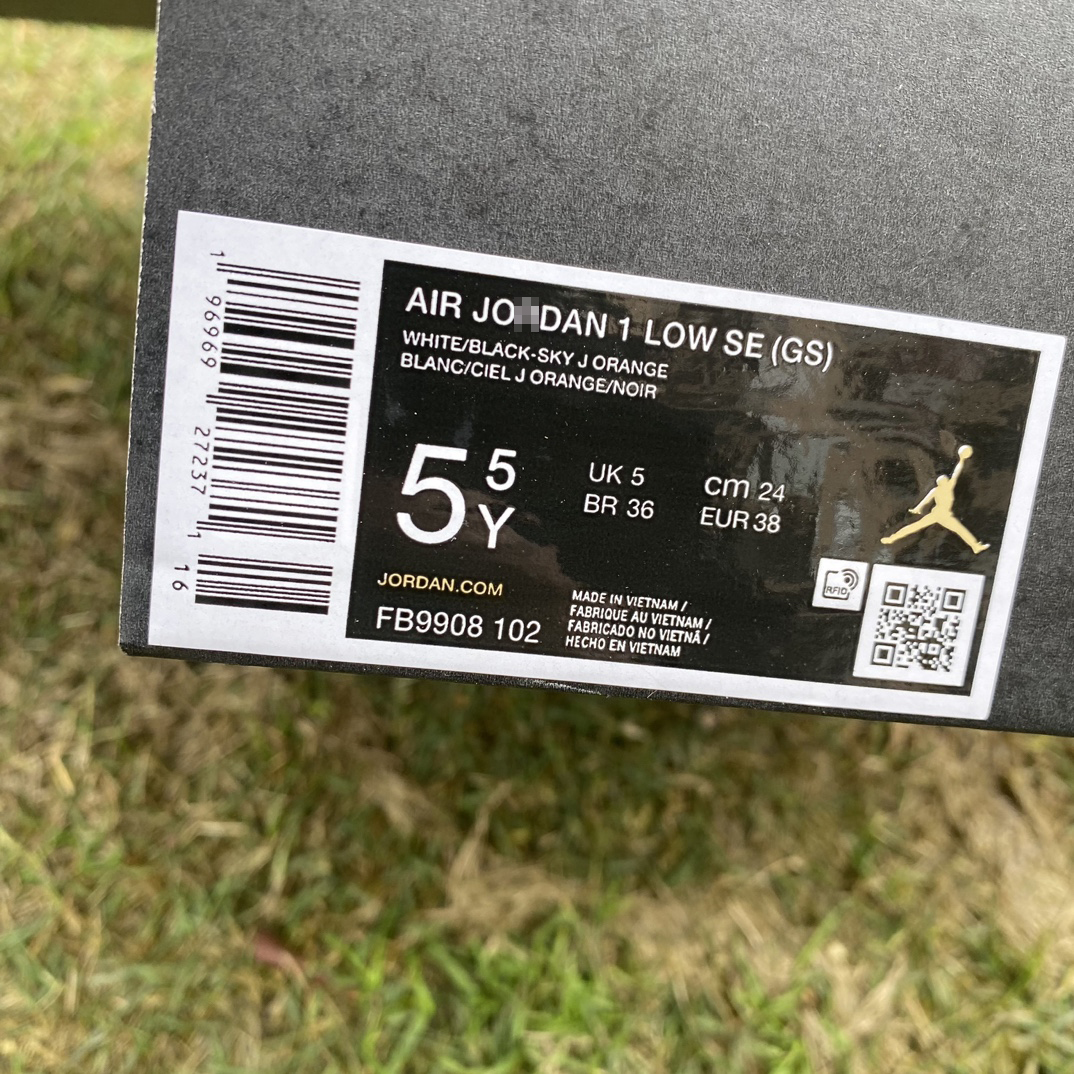 1 96969 27237 1 16
AIR JO DAN 1 LOW SE (GS)
WHITE/BLACK-SKY J ORANGE
BLANC/CIEL J ORANGE/NOIR
5 5Y
UK 5 cm 24
BR 36 EUR 38
JORDAN.COM
FB9908 102
MADE IN VIETNAM /
FABRIQUE AU VIETNAM /
FABRICADO NO VIETNÃ /
HECHO EN VIETNAM
RFID